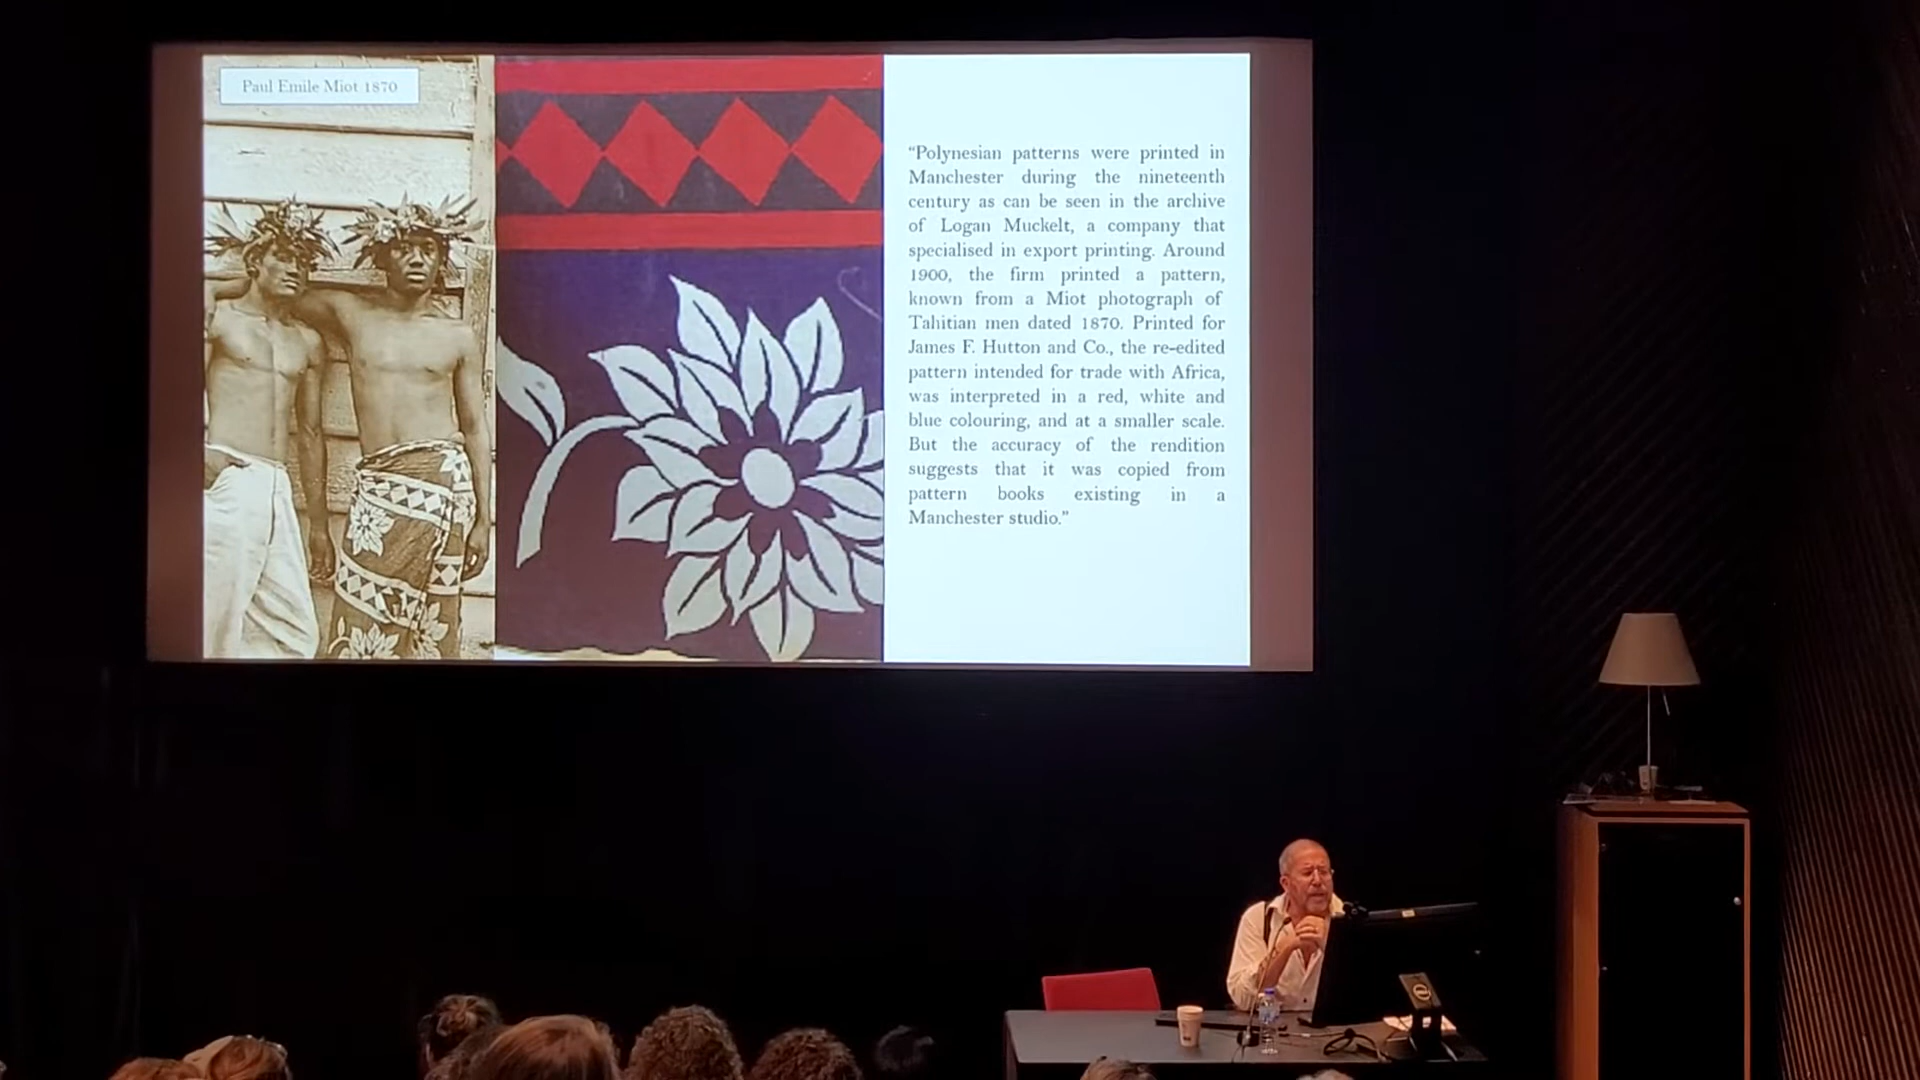 Paul Emile Miot 1870
“Polynesian patterns were printed in
Manchester during the nineteenth
century as can be seen in the archive
of Logan Muckelt, a company that
specialised in export printing. Around
1900, the firm printed a pattern,
known from a Miot photograph of
Tahitian men dated 1870. Printed for
James F. Hutton and Co., the re-edited
pattern intended for trade with Africa,
was interpreted in a red, white and
blue colouring, and at a smaller scale.
But the accuracy of the rendition
suggests that it was copied from
pattern books existing in a
Manchester studio.”